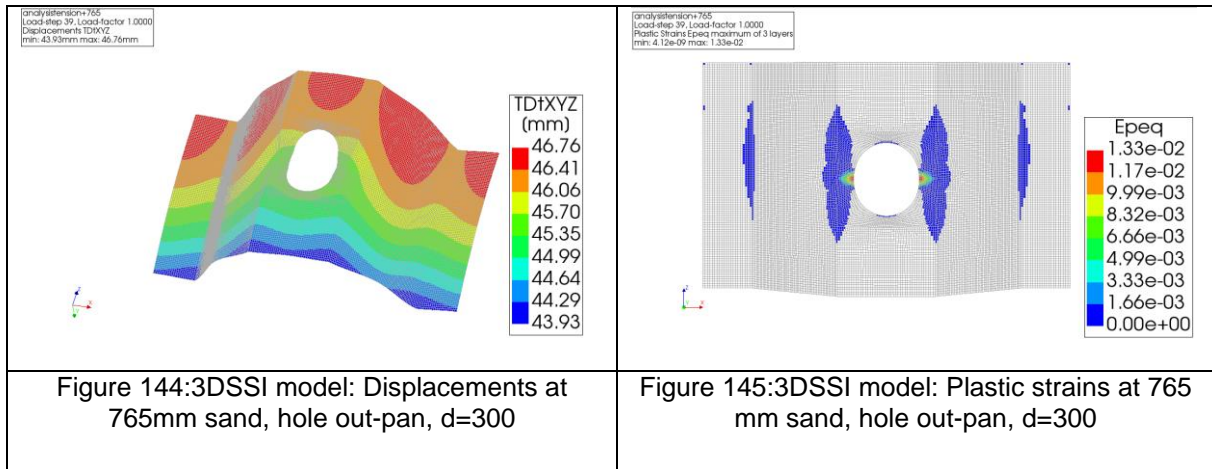 analysistension+765
Load-step 39, Load-factor 1.0000
Displacements TDtXYZ
min: 43.93mm max: 46.76mm
TDtXYZ
(mm)
46.76
46.41
46.06
45.70
45.35
44.99
44.64
44.29
43.93
Z
X
Y
Figure 144:3DSSI model: Displacements at
765mm sand, hole out-pan, d=300
analysistension+765
Load-step 39, Load-factor 1.0000
Plastic Strains Epeq maximum of 3 layers
min: 4.12e-09 max: 1.33e-02
Epeq
1.33e-02
1.17e-02
9.99e-03
8.32e-03
6.66e-03
4.99e-03
3.33e-03
1.66e-03
0.00e+00
Z
Y
X
Figure 145:3DSSI model: Plastic strains at 765
mm sand, hole out-pan, d=300